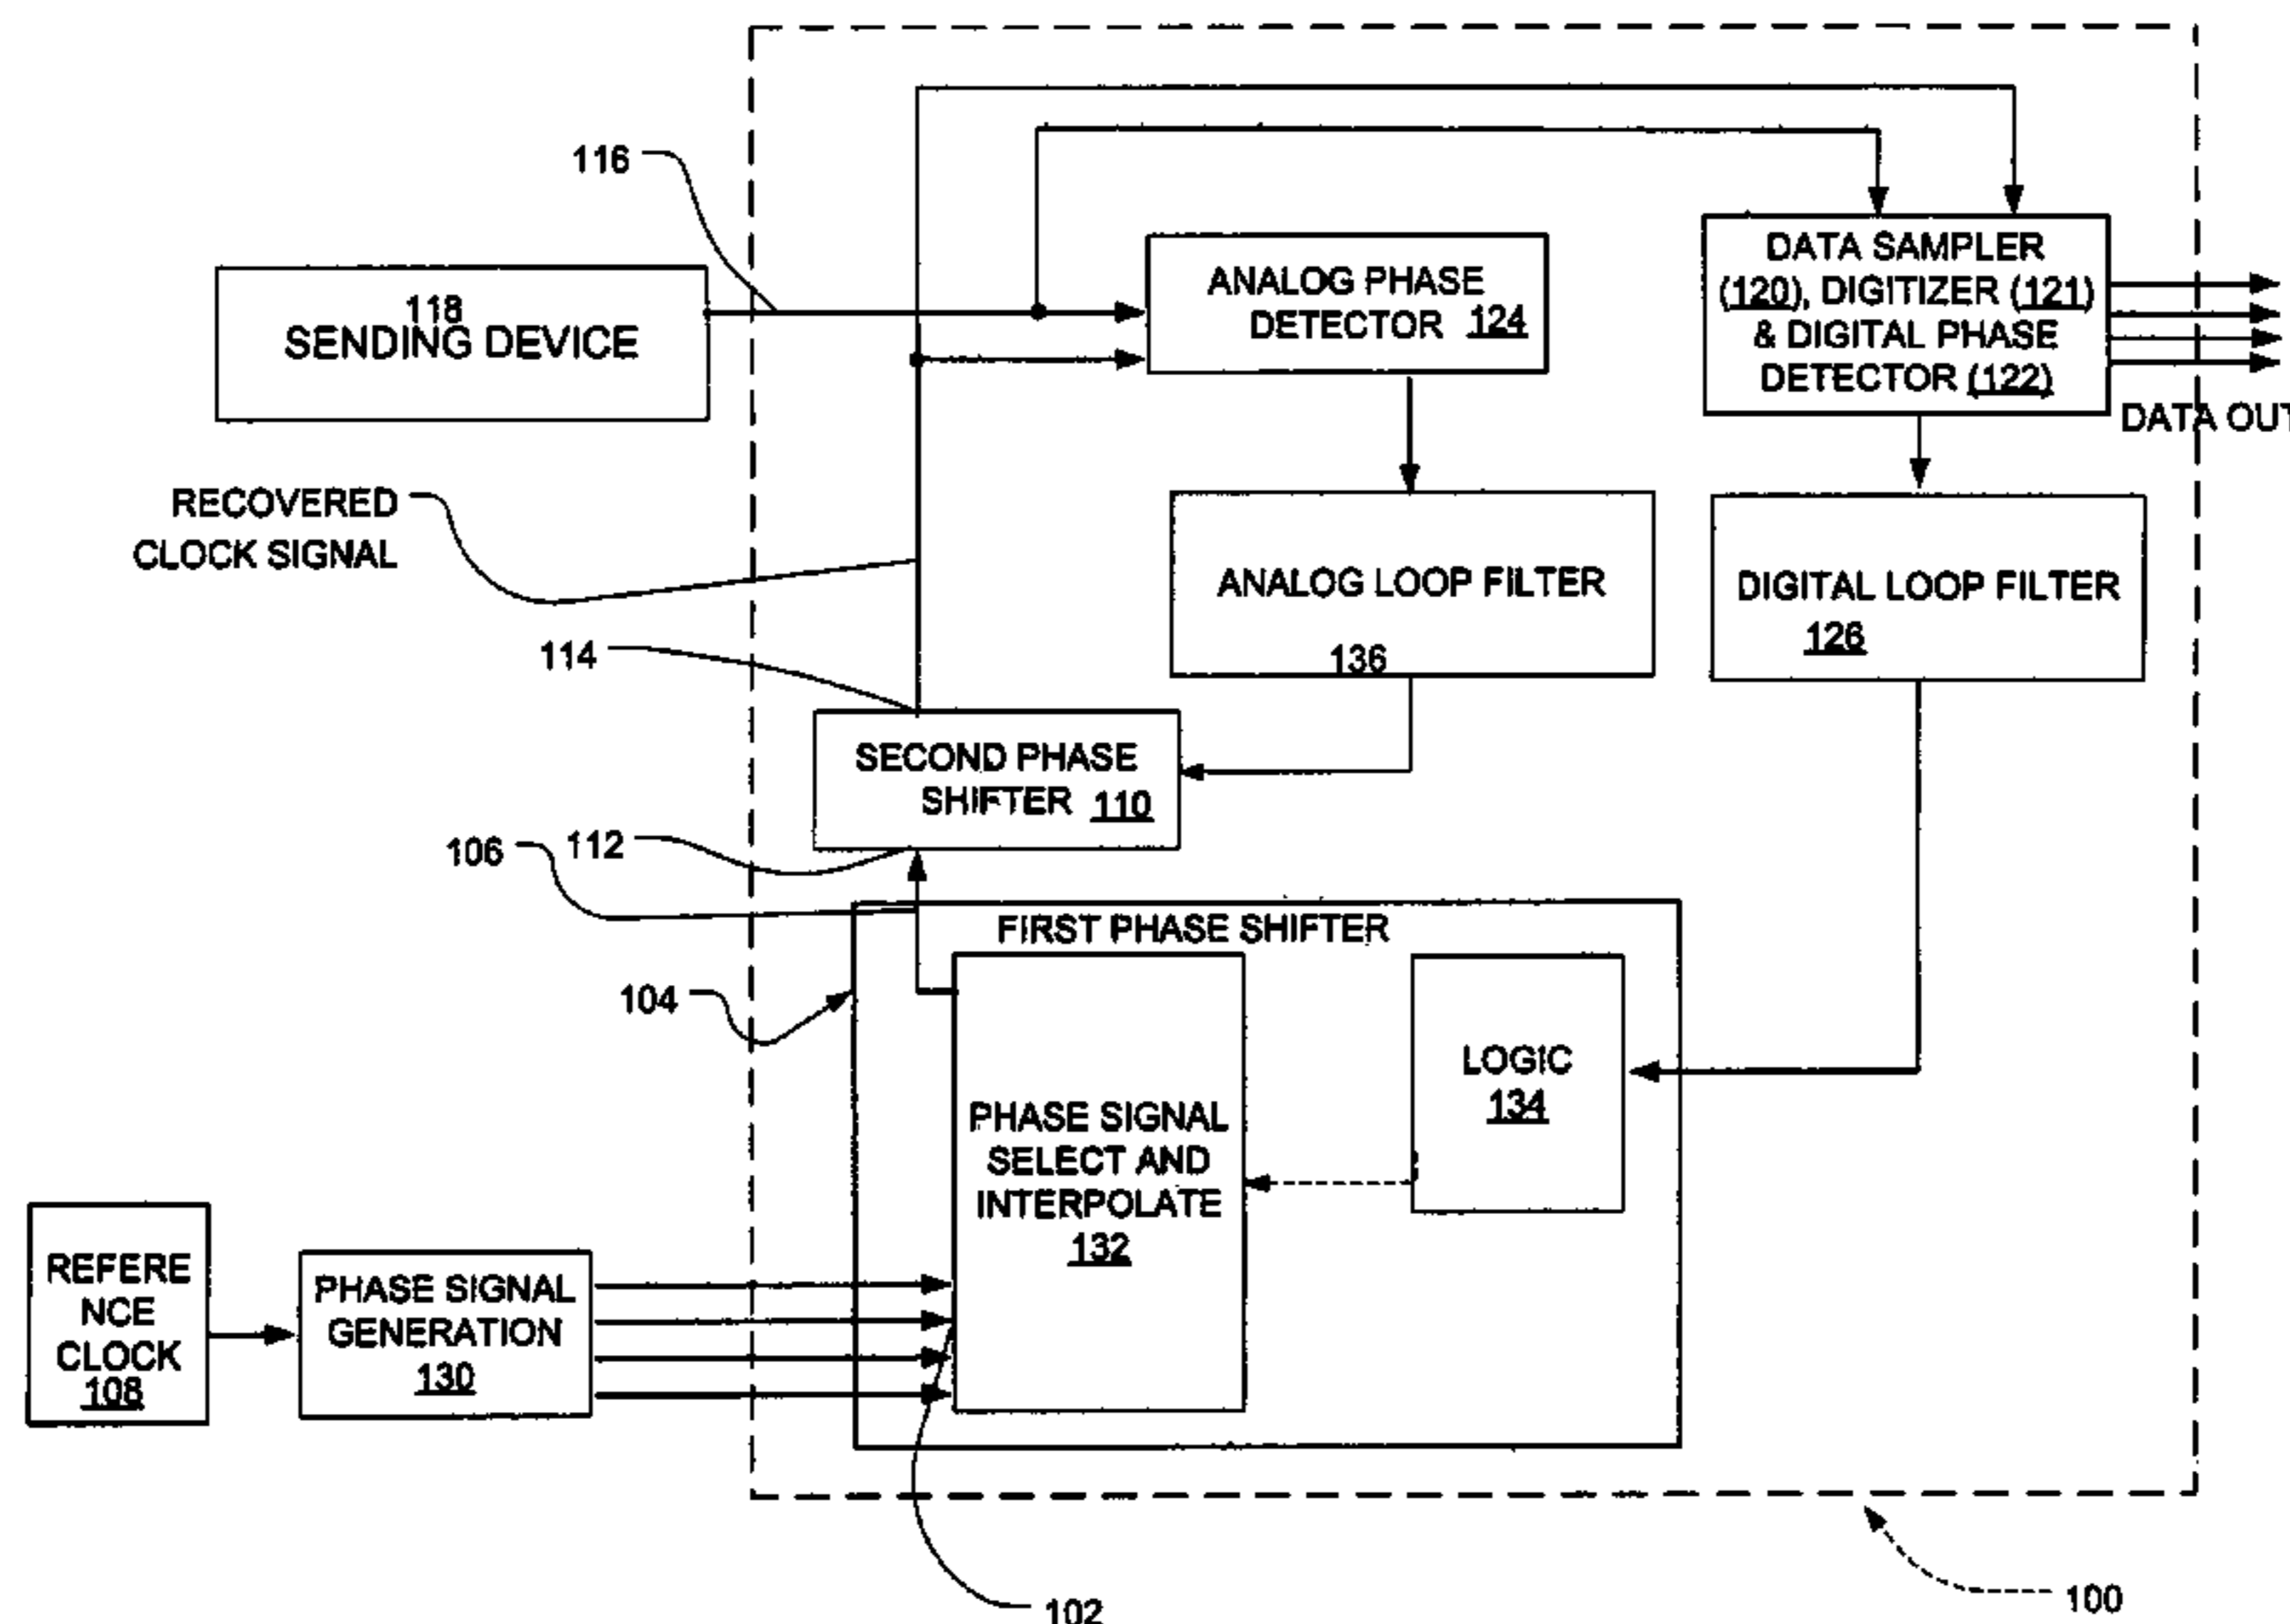 116
118
SENDING DEVICE
ANALOG PHASE
DETECTOR 124
DATA SAMPLER
(120), DIGITIZER (121)
& DIGITAL PHASE
DETECTOR (122)
DATA OUT
RECOVERED
CLOCK SIGNAL
ANALOG LOOP FILTER
136
DIGITAL LOOP FILTER
126
114
SECOND PHASE
SHIFTER 110
106
112
FIRST PHASE SHIFTER
104
LOGIC
134
PHASE SIGNAL
SELECT AND
INTERPOLATE
132
REFERE
NCE
CLOCK
108
PHASE SIGNAL
GENERATION
130
102
100